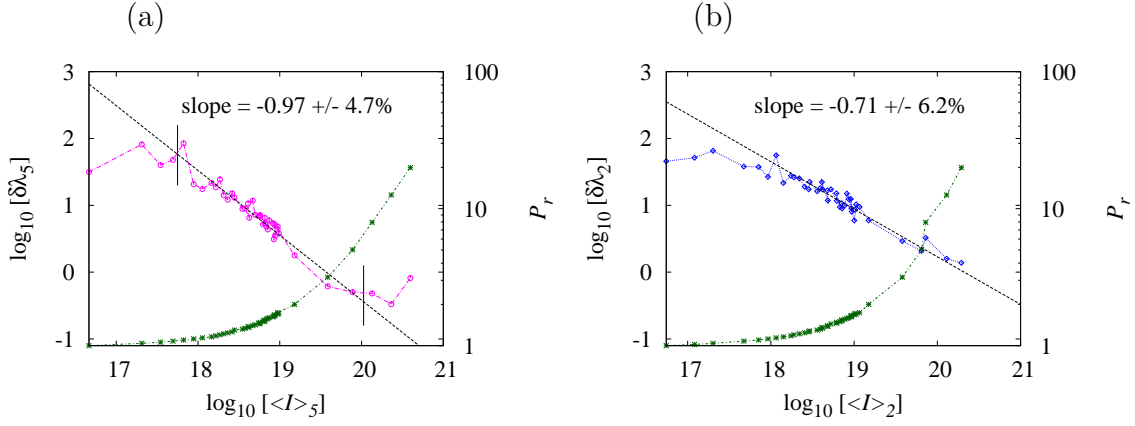 (a)
slope = -0.97 +/- 4.7%
log₁₀ [δλ₅]
3
2
1
0
-1
17 18 19 20 21
log₁₀ [<I>₅]
100
10
1
Pᵣ
(b)
slope = -0.71 +/- 6.2%
log₁₀ [δλ₂]
3
2
1
0
-1
17 18 19 20 21
log₁₀ [<I>₂]
100
10
1
Pᵣ